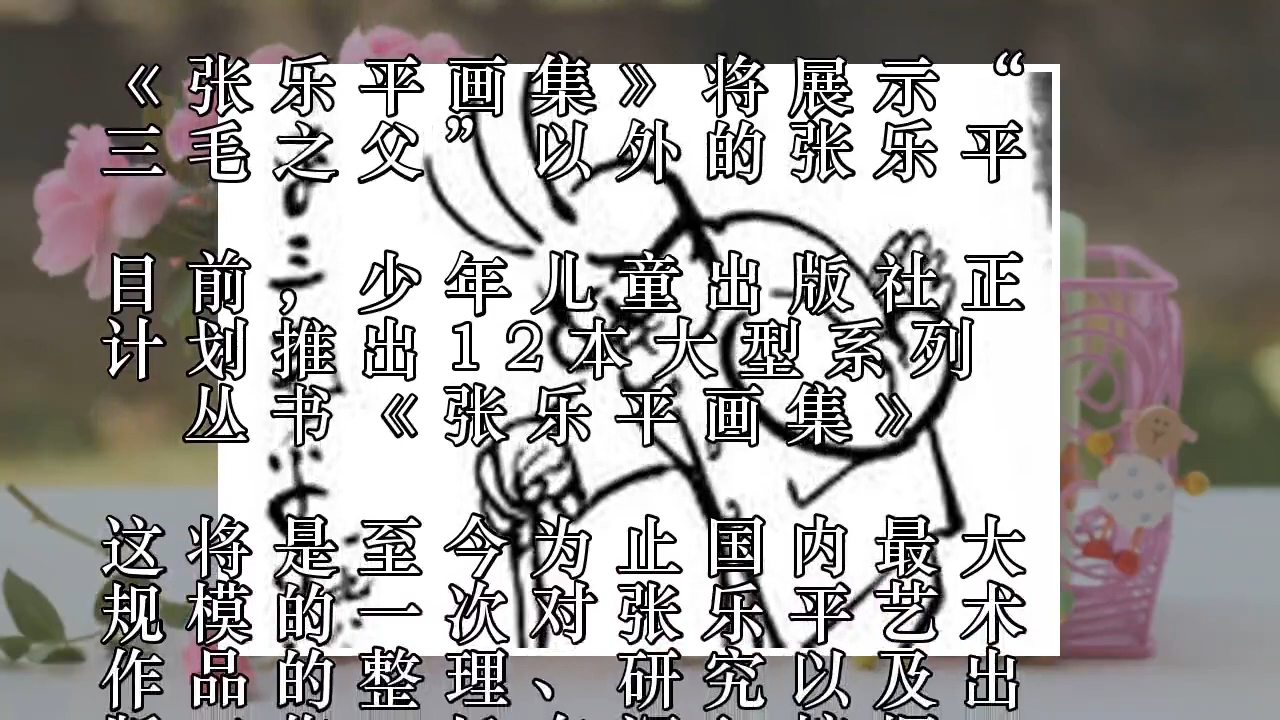 《张乐平画集》将展示“
三毛之父”以外的张乐平
目前，少年儿童出版社正
计划推出12本大型系列
丛书《张乐平画集》
这将是至今为止国内最大
规模的一次对张乐平艺术
作品的整理、研究以及出